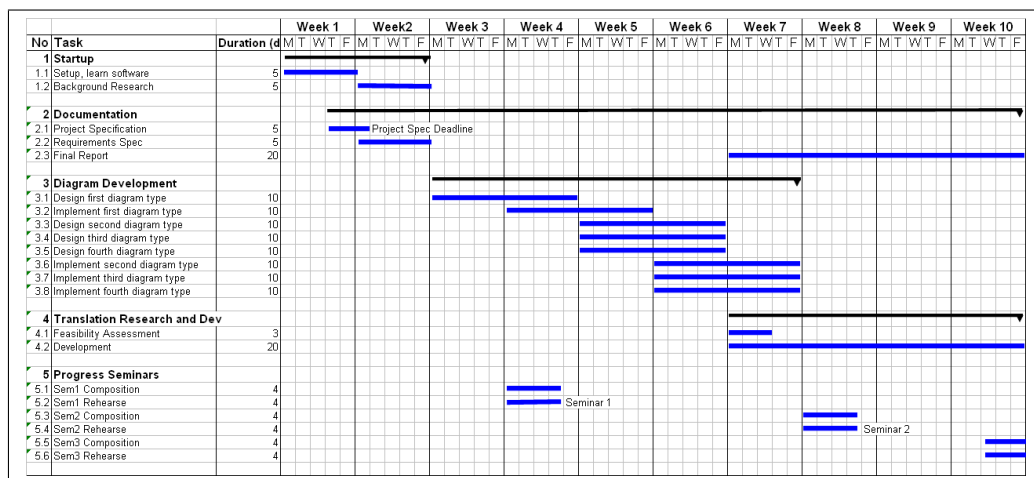 Week 1 Week2 Week 3 Week 4 Week 5 Week 6 Week 7 Week 8 Week 9 Week 10
No Task Duration (d M T W T F M T W T F M T W T F M T W T F M T W T F M T W T F M T W T F M T W T F M T W T F M T W T F
1 Startup
1.1 Setup, learn software 5
1.2 Background Research 5
2 Documentation
2.1 Project Specification 5 Project Spec Deadline
2.2 Requirements Spec 5
2.3 Final Report 20
3 Diagram Development
3.1 Design first diagram type 10
3.2 Implement first diagram type 10
3.3 Design second diagram type 10
3.4 Design third diagram type 10
3.5 Design fourth diagram type 10
3.6 Implement second diagram type 10
3.7 Implement third diagram type 10
3.8 Implement fourth diagram type 10
4 Translation Research and Dev
4.1 Feasibility Assessment 3
4.2 Development 20
5 Progress Seminars
5.1 Sem1 Composition 4
5.2 Sem1 Rehearse 4 Seminar 1
5.3 Sem2 Composition 4
5.4 Sem2 Rehearse 4 Seminar 2
5.5 Sem3 Composition 4
5.6 Sem3 Rehearse 4